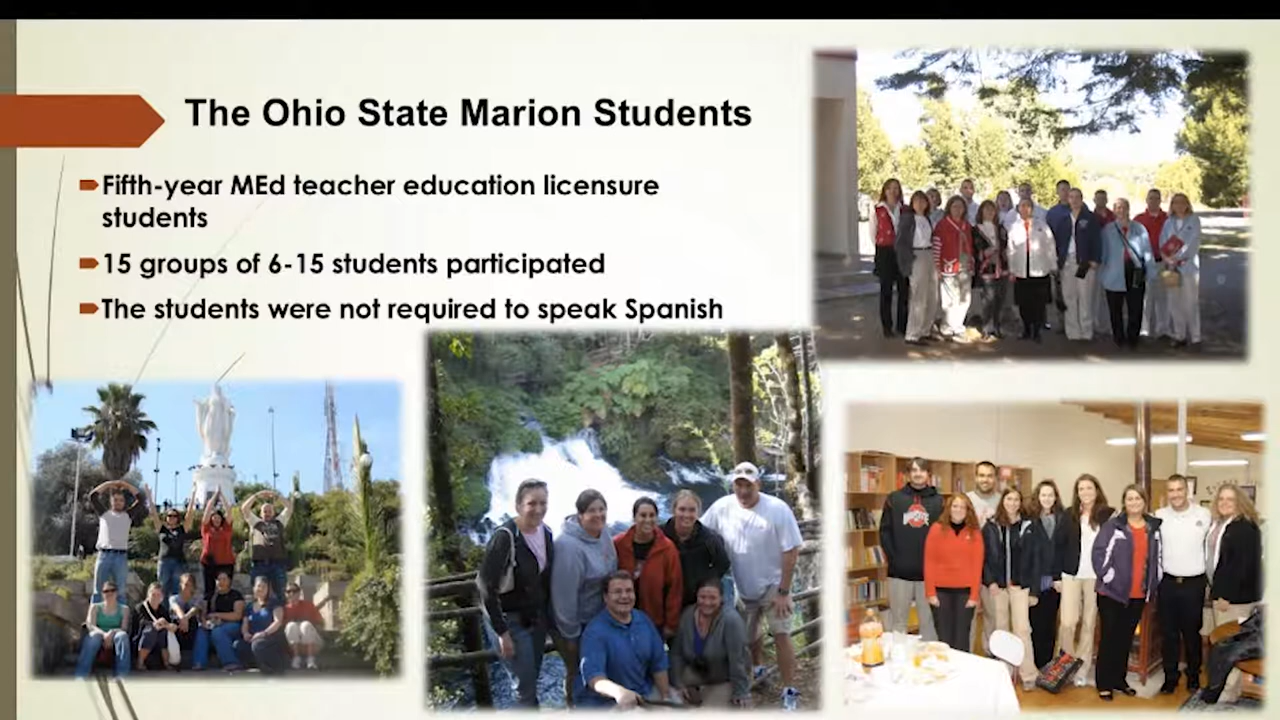 The Ohio State Marion Students
Fifth-year MEd teacher education licensure
students
15 groups of 6-15 students participated
The students were not required to speak Spanish